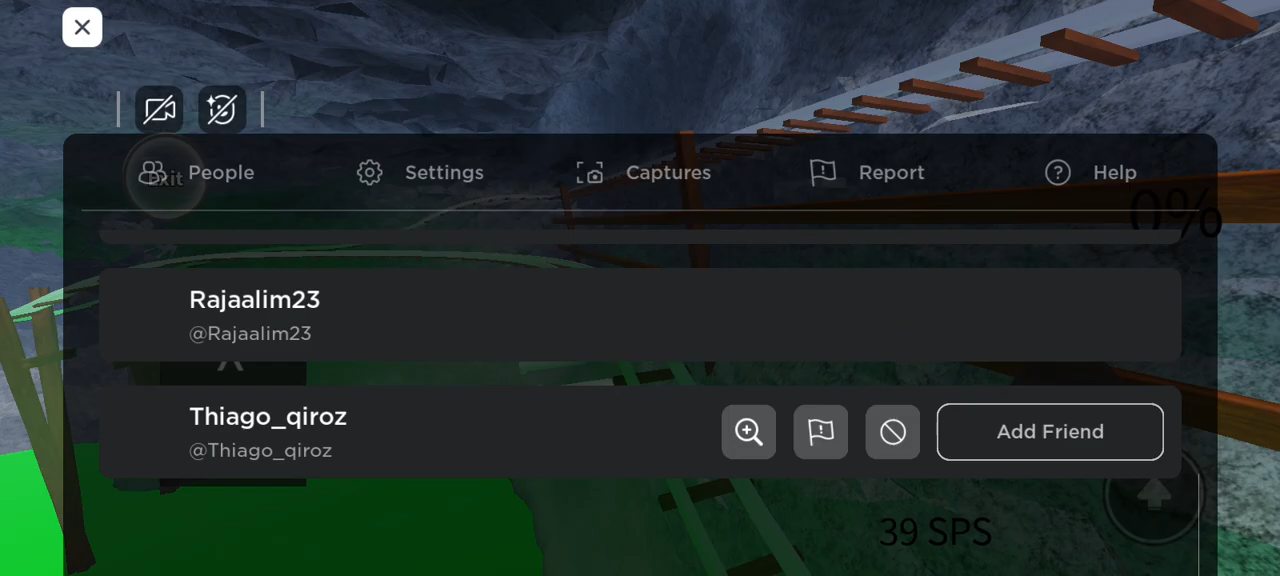 People
Settings
Captures
Report
Help
Exit
0%
Rajaalim23
@Rajaalim23
Thiago_qiroz
@Thiago_qiroz
Add Friend
39 SPS